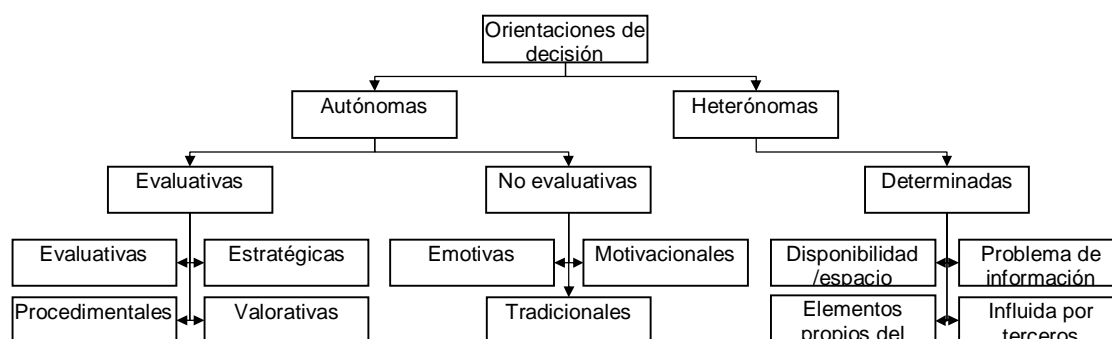 Orientaciones de
decisión
Autónomas
Heterónomas
Evaluativas
No evaluativas
Determinadas
Evaluativas
Estratégicas
Emotivas
Motivacionales
Disponibilidad
/espacio
Problema de
información
Procedimentales
Valorativas
Tradicionales
Elementos
propios del
Influida por
terceros